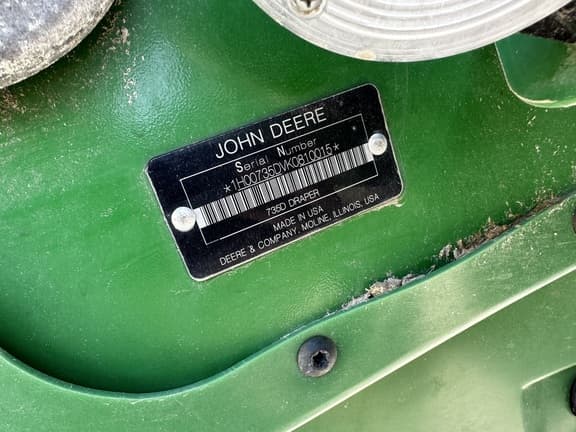 JOHN DEERE
Serial Number
*1H00735DVK0810015*
735D DRAPER
MADE IN USA
DEERE & COMPANY, MOLINE, ILLINOIS, USA